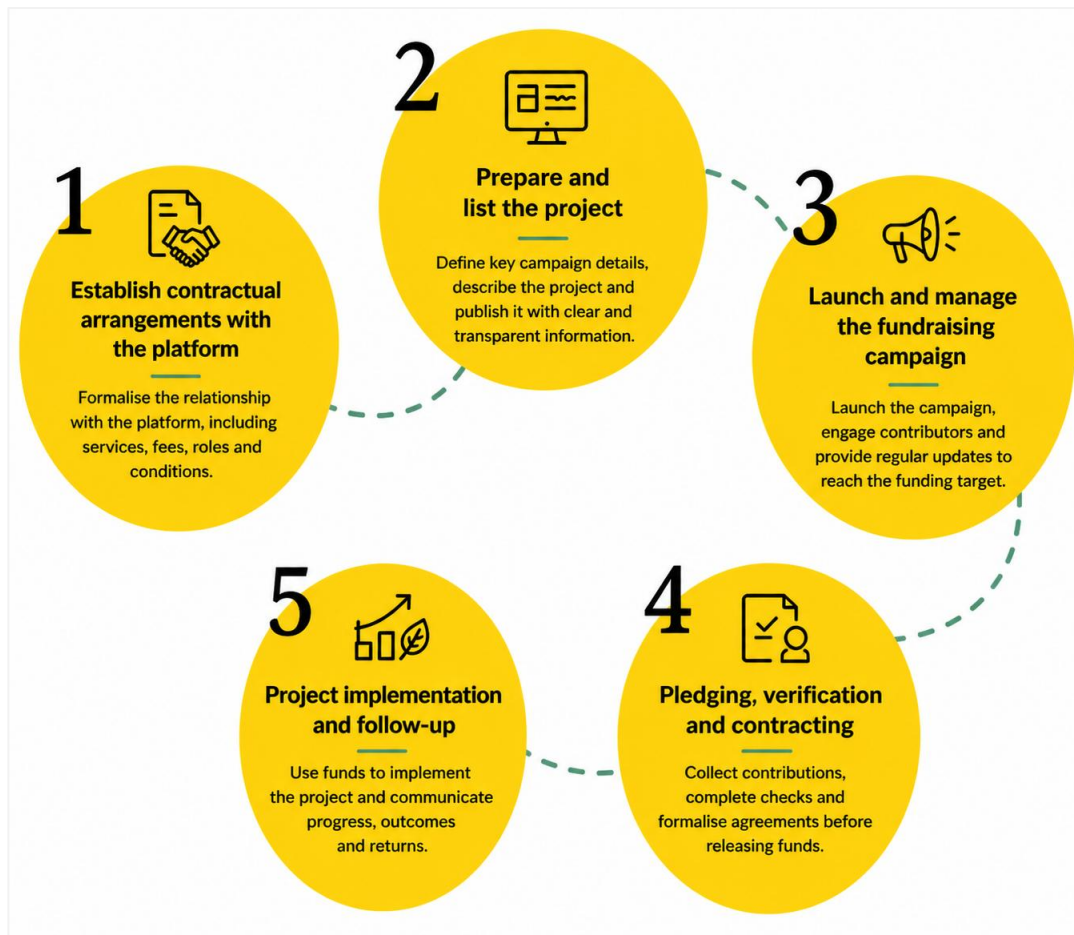 1
Establish contractual
arrangements with
the platform
Formalise the relationship
with the platform, including
services, fees, roles and
conditions.
2
Prepare and
list the project
Define key campaign details,
describe the project and
publish it with clear and
transparent information.
3
Launch and manage
the fundraising
campaign
Launch the campaign,
engage contributors and
provide regular updates to
reach the funding target.
4
Pledging, verification
and contracting
Collect contributions,
complete checks and
formalise agreements before
releasing funds.
5
Project implementation
and follow-up
Use funds to implement
the project and communicate
progress, outcomes
and returns.